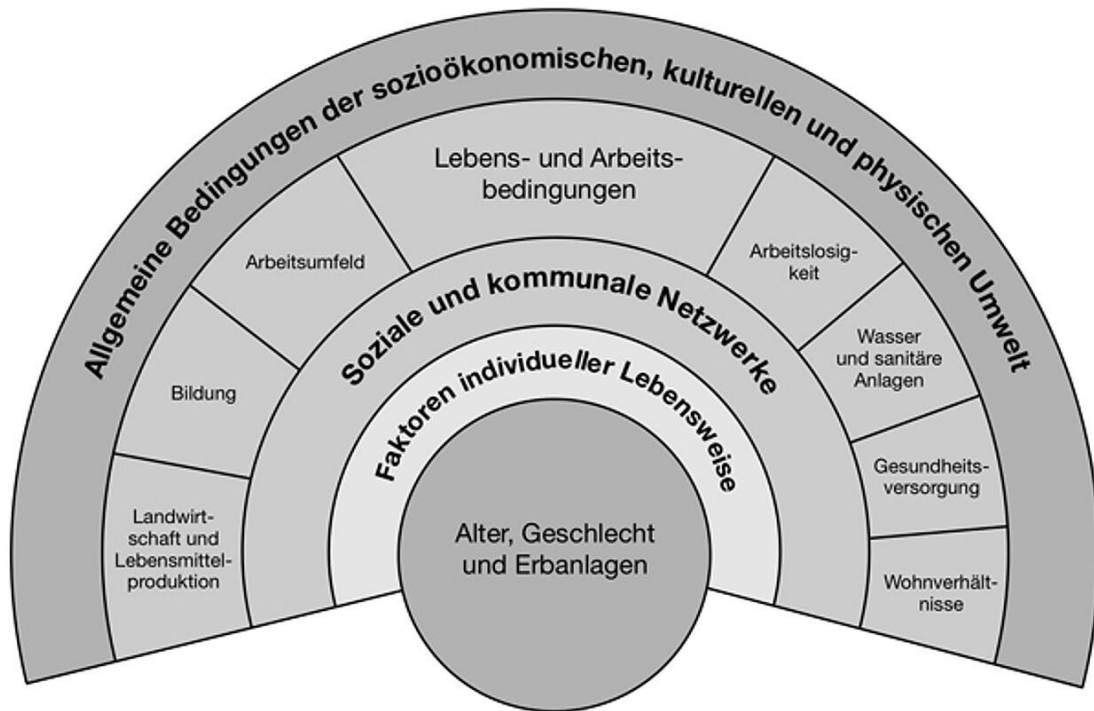 Allgemeine Bedingungen der sozioökonomischen, kulturellen und physischen Umwelt
Lebens- und Arbeits-
bedingungen
Arbeitsumfeld
Bildung
Landwirt-
schaft und
Lebensmittel-
produktion
Arbeitslosig-
keit
Wasser
und sanitäre
Anlagen
Gesundheits-
versorgung
Wohnverhält-
nisse
Soziale und kommunale Netzwerke
Faktoren individueller Lebensweise
Alter, Geschlecht
und Erbanlagen